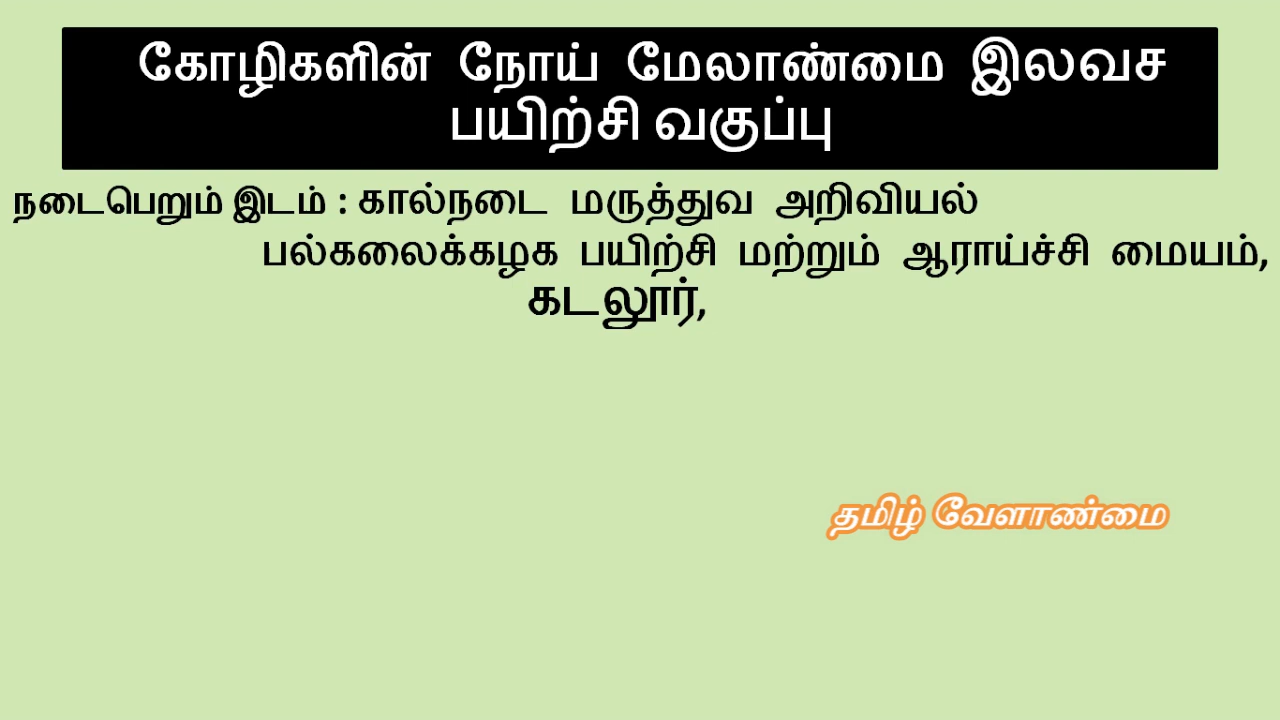 கோழிகளின் நோய் மேலாண்மை இலவச
பயிற்சி வகுப்பு
நடைபெறும் இடம் : கால்நடை மருத்துவ அறிவியல்
பல்கலைக்கழக பயிற்சி மற்றும் ஆராய்ச்சி மையம்,
கடலூர்,
தமிழ் வேளாண்மை